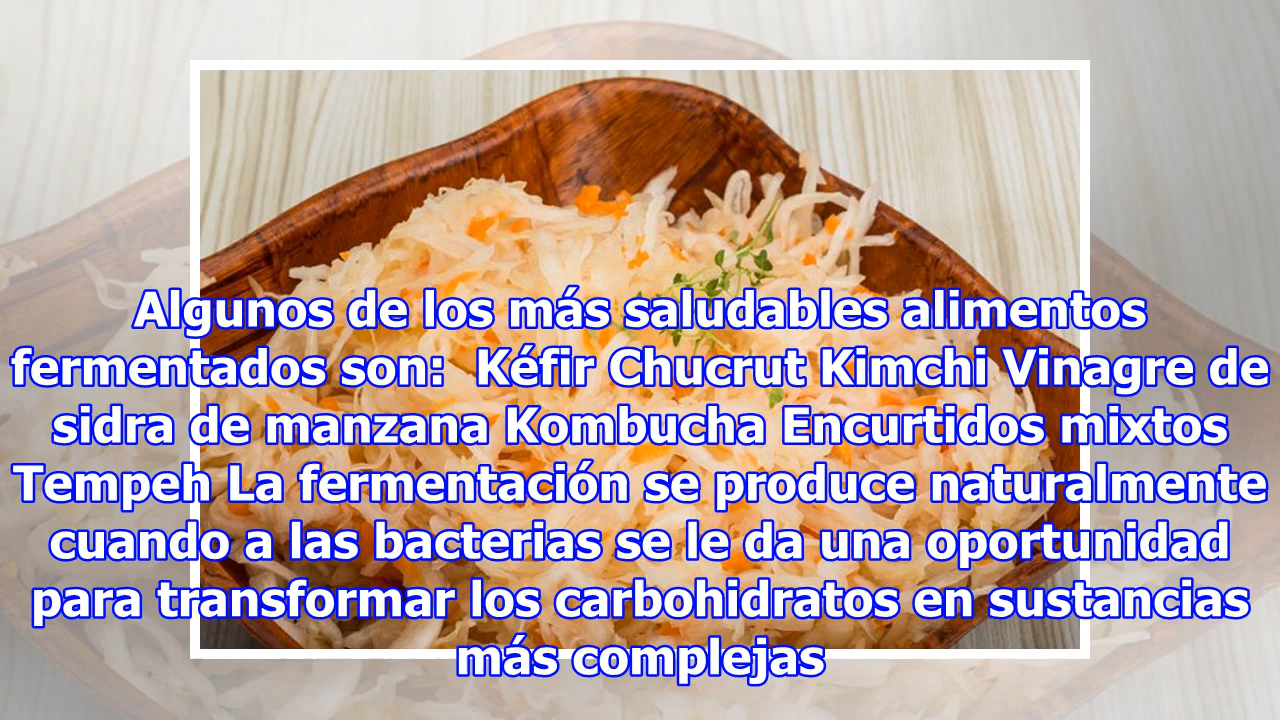 Algunos de los más saludables alimentos
fermentados son:  Kéfir Chucrut Kimchi Vinagre de
sidra de manzana Kombucha Encurtidos mixtos
Tempeh La fermentación se produce naturalmente
cuando a las bacterias se le da una oportunidad
para transformar los carbohidratos en sustancias
más complejas